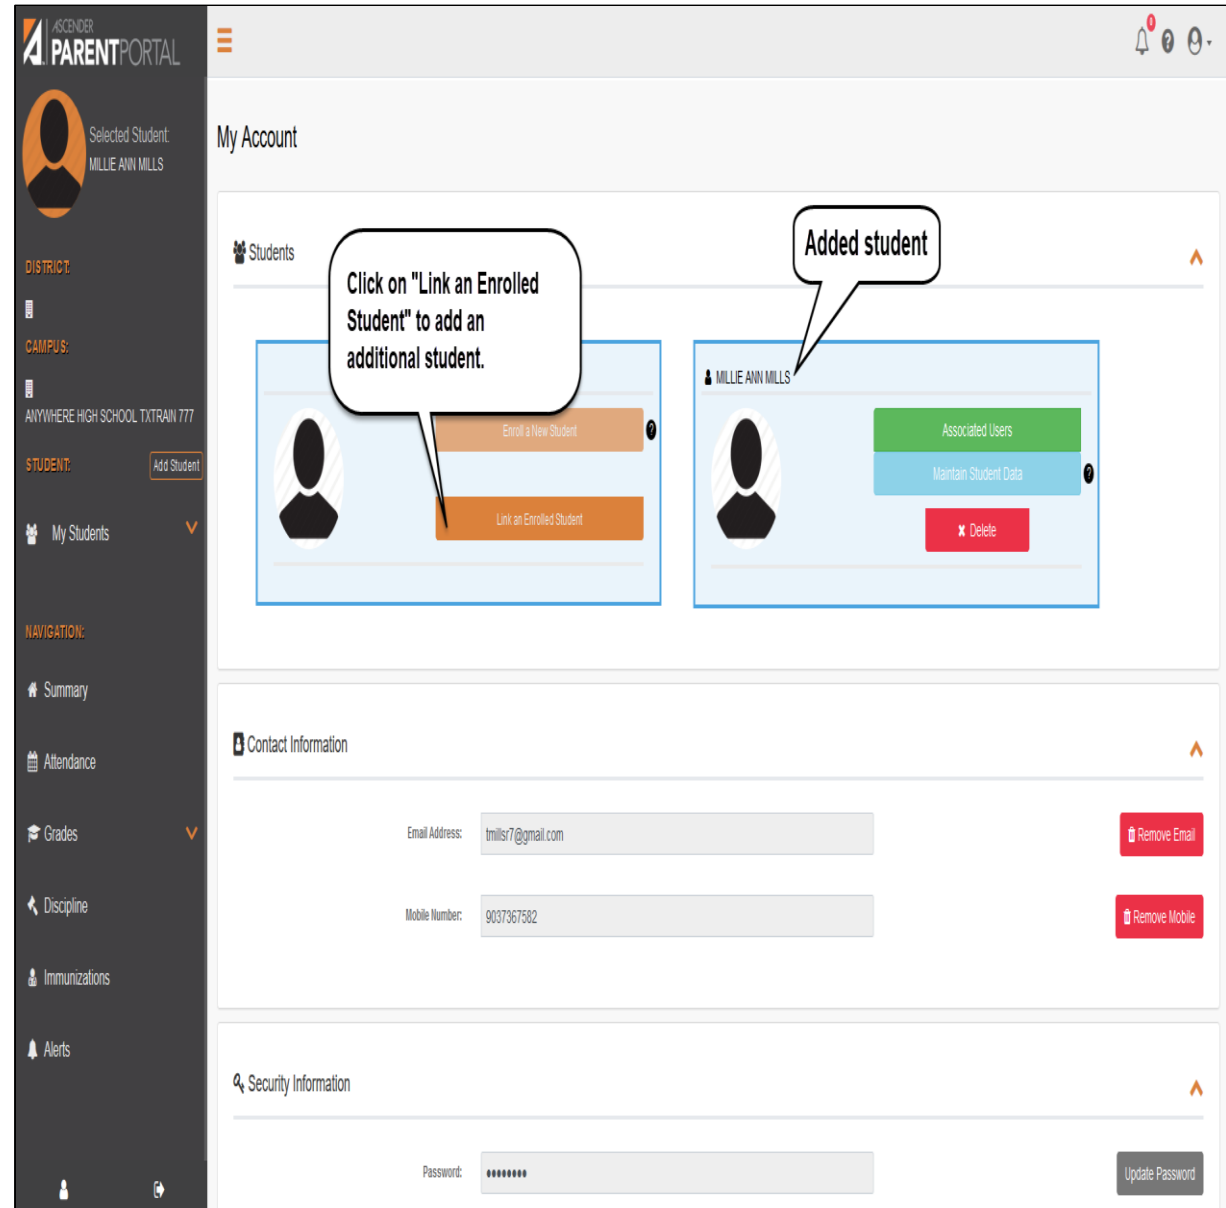 ASCENDER
PARENTPORTAL
0
Selected Student:
MILLIE ANN MILLS
DISTRICT:
CAMPUS:
ANYWHERE HIGH SCHOOL TXTRAIN 777
STUDENT:
Add Student
My Students
NAVIGATION:
Summary
Attendance
Grades
Discipline
Immunizations
Alerts
My Account
Students
Click on "Link an Enrolled
Student" to add an
additional student.
Enroll a New Student
Link an Enrolled Student
Added student
MILLIE ANN MILLS
Associated Users
Maintain Student Data
Delete
Contact Information
Email Address:
tmillsr7@gmail.com
Remove Email
Mobile Number:
9037367582
Remove Mobile
Security Information
Password:
••••••••
Update Password